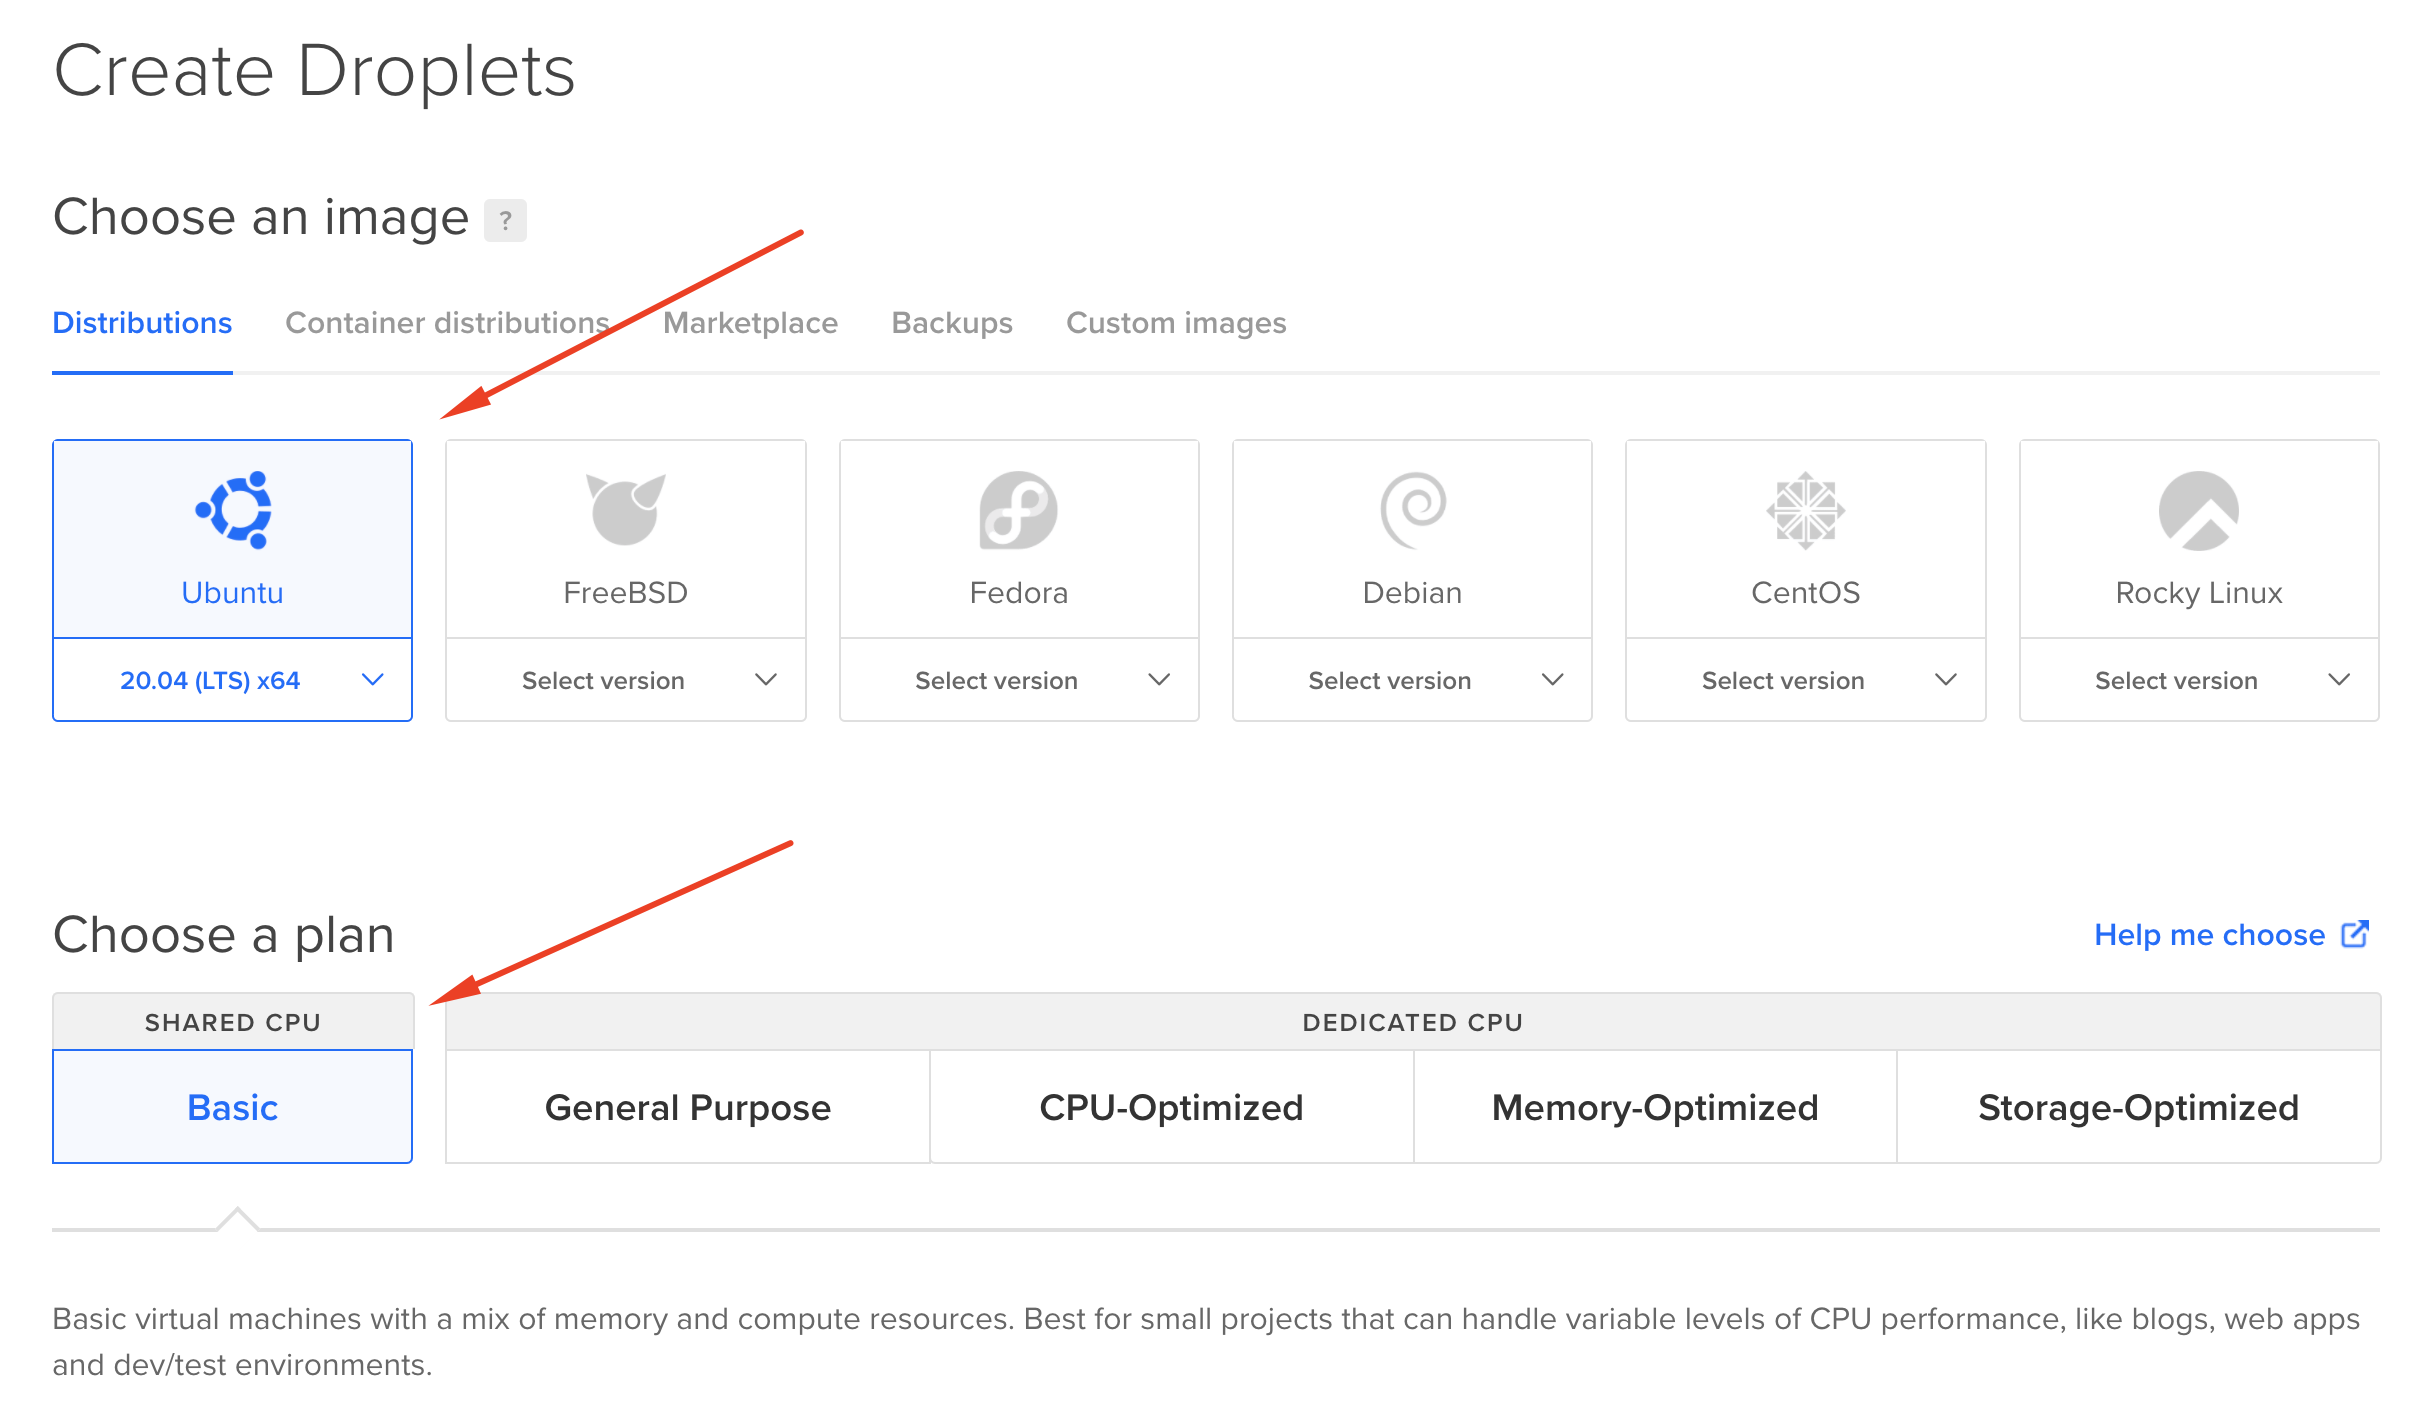 Create Droplets
Choose an image ?
Distributions Container distributions Marketplace Backups Custom images
Ubuntu FreeBSD Fedora Debian CentOS Rocky Linux
20.04 (LTS) x64 Select version Select version Select version Select version Select version
Choose a plan Help me choose
SHARED CPU DEDICATED CPU
Basic General Purpose CPU-Optimized Memory-Optimized Storage-Optimized
Basic virtual machines with a mix of memory and compute resources. Best for small projects that can handle variable levels of CPU performance, like blogs, web apps
and dev/test environments.